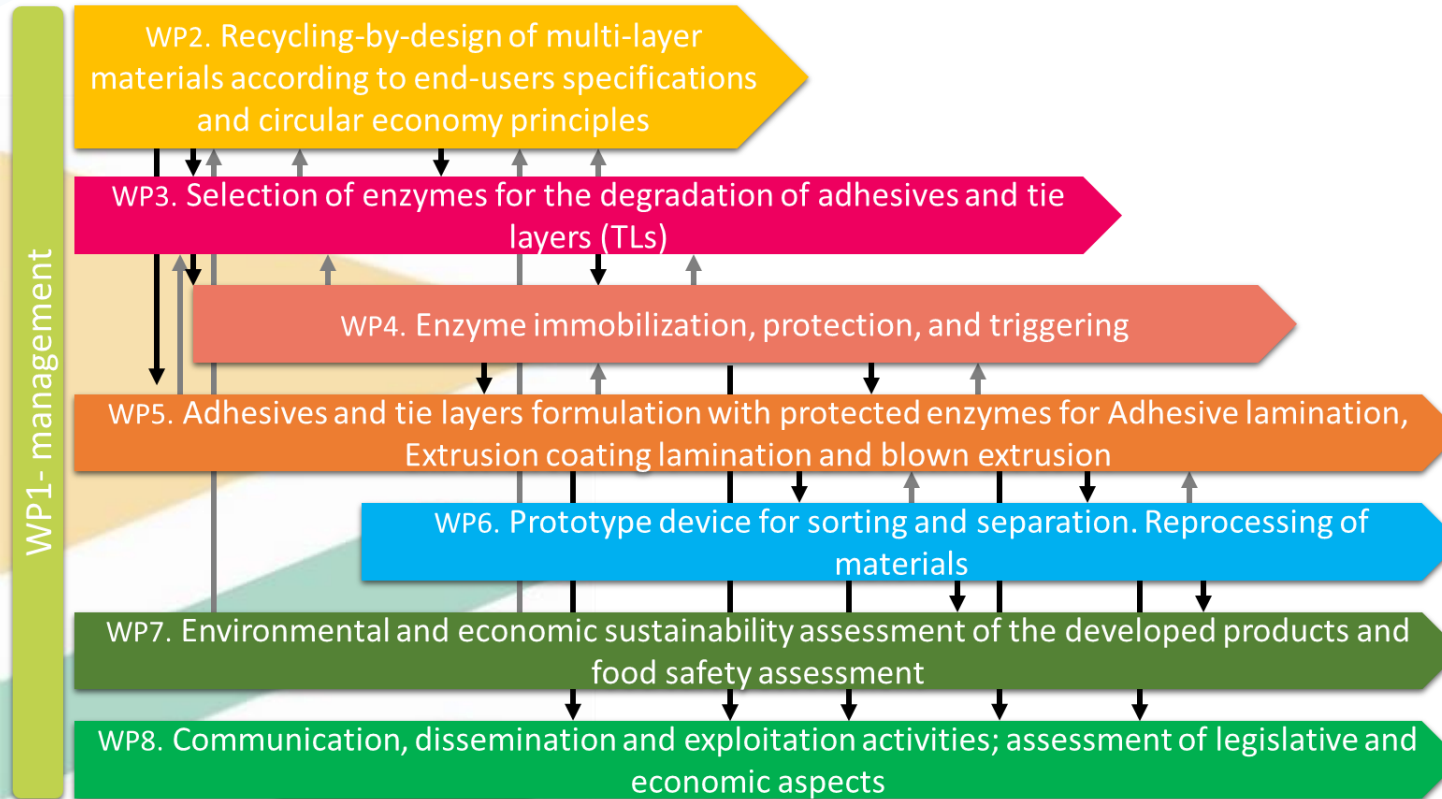 WP1- management
WP2. Recycling-by-design of multi-layer
materials according to end-users specifications
and circular economy principles
WP3. Selection of enzymes for the degradation of adhesives and tie
layers (TLs)
WP4. Enzyme immobilization, protection, and triggering
WP5. Adhesives and tie layers formulation with protected enzymes for Adhesive lamination,
Extrusion coating lamination and blown extrusion
WP6. Prototype device for sorting and separation. Reprocessing of
materials
WP7. Environmental and economic sustainability assessment of the developed products and
food safety assessment
WP8. Communication, dissemination and exploitation activities; assessment of legislative and
economic aspects